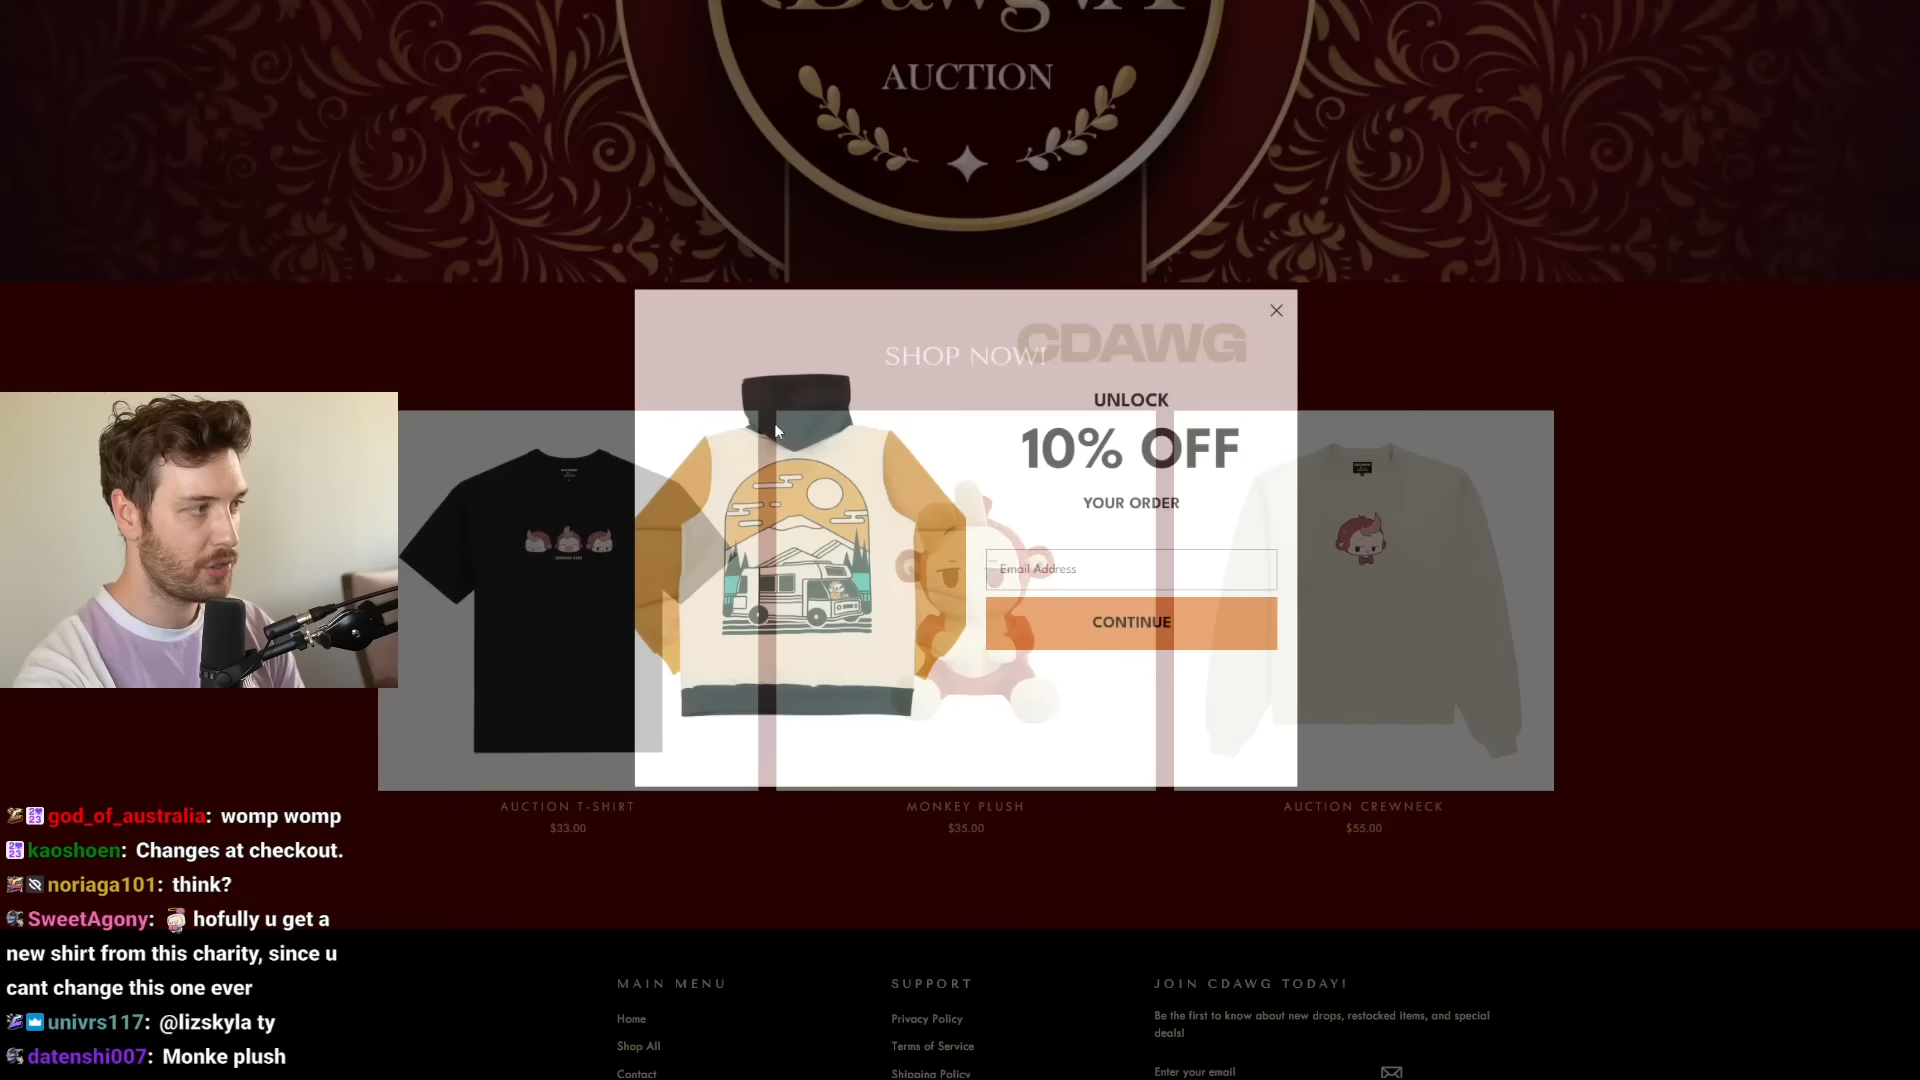 AUCTION
SHOP NOW!
CDAWG
UNLOCK
10% OFF
YOUR ORDER
Email Address
CONTINUE
AUCTION T-SHIRT
$33.00
MONKEY PLUSH
$35.00
AUCTION CREWNECK
$55.00
god_of_australia: womp womp
kaoshoen: Changes at checkout.
noriaga101: think?
SweetAgony: hofully u get a
new shirt from this charity, since u
cant change this one ever
univrs117: @lizskyla ty
datenshi007: Monke plush
MAIN MENU
Home
Shop All
Contact
SUPPORT
Privacy Policy
Terms of Service
Shipping Policy
JOIN CDAWG TODAY!
Be the first to know about new drops, restocked items, and special
deals!
Enter your email